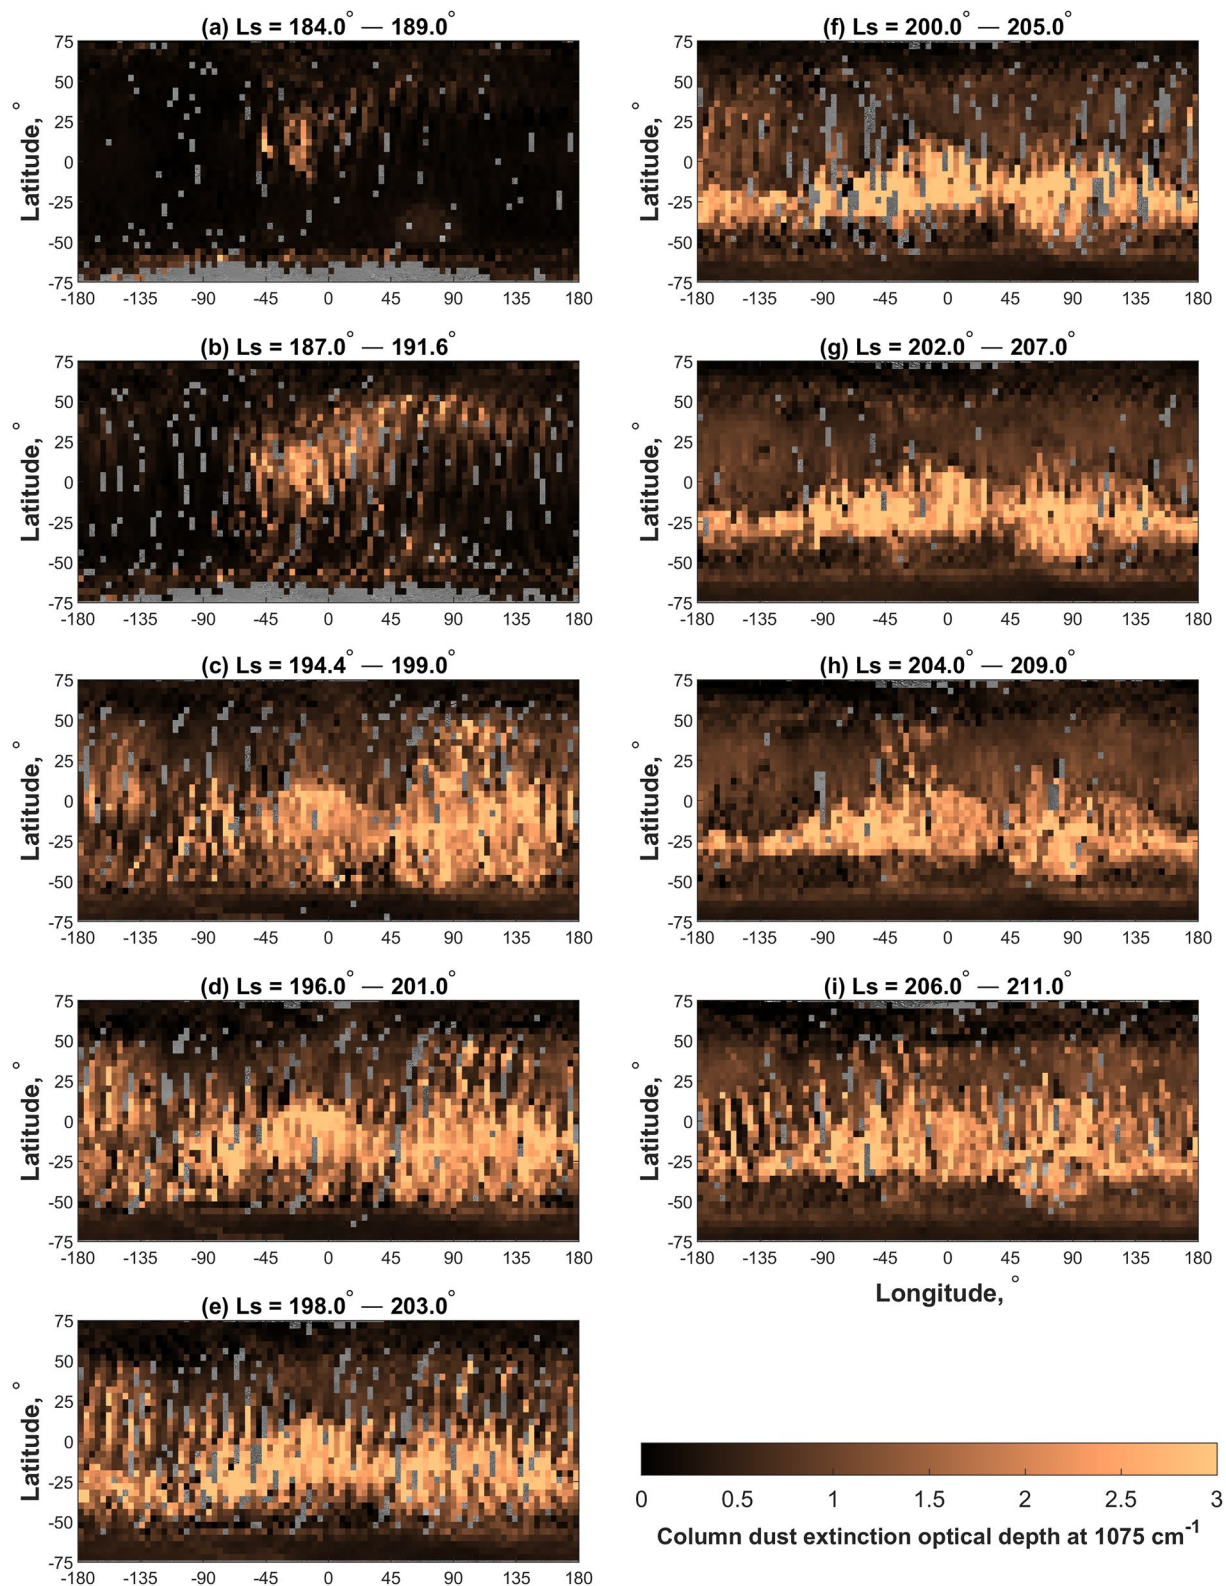 (a) Ls = 184.0° — 189.0°
75
50
25
0
-25
-50
-75
Latitude, °
-180 -135 -90 -45 0 45 90 135 180
(b) Ls = 187.0° — 191.6°
75
50
25
0
-25
-50
-75
Latitude, °
-180 -135 -90 -45 0 45 90 135 180
(c) Ls = 194.4° — 199.0°
75
50
25
0
-25
-50
-75
Latitude, °
-180 -135 -90 -45 0 45 90 135 180
(d) Ls = 196.0° — 201.0°
75
50
25
0
-25
-50
-75
Latitude, °
-180 -135 -90 -45 0 45 90 135 180
(e) Ls = 198.0° — 203.0°
75
50
25
0
-25
-50
-75
Latitude, °
-180 -135 -90 -45 0 45 90 135 180
(f) Ls = 200.0° — 205.0°
75
50
25
0
-25
-50
-75
Latitude, °
-180 -135 -90 -45 0 45 90 135 180
(g) Ls = 202.0° — 207.0°
75
50
25
0
-25
-50
-75
Latitude, °
-180 -135 -90 -45 0 45 90 135 180
(h) Ls = 204.0° — 209.0°
75
50
25
0
-25
-50
-75
Latitude, °
-180 -135 -90 -45 0 45 90 135 180
(i) Ls = 206.0° — 211.0°
75
50
25
0
-25
-50
-75
Latitude, °
-180 -135 -90 -45 0 45 90 135 180
Longitude, °
0 0.5 1 1.5 2 2.5 3
Column dust extinction optical depth at 1075 cm⁻¹